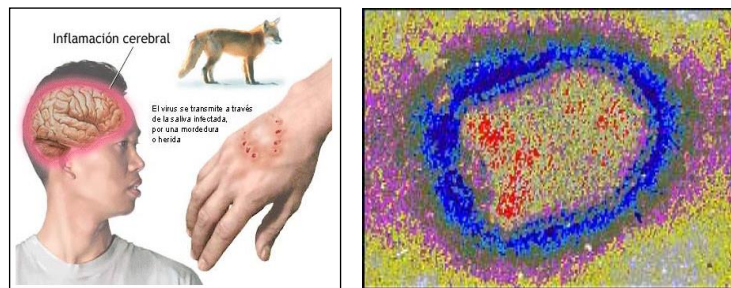 Inflamación cerebral
El virus se transmite a través
de la saliva infectada,
por una mordedura
o herida